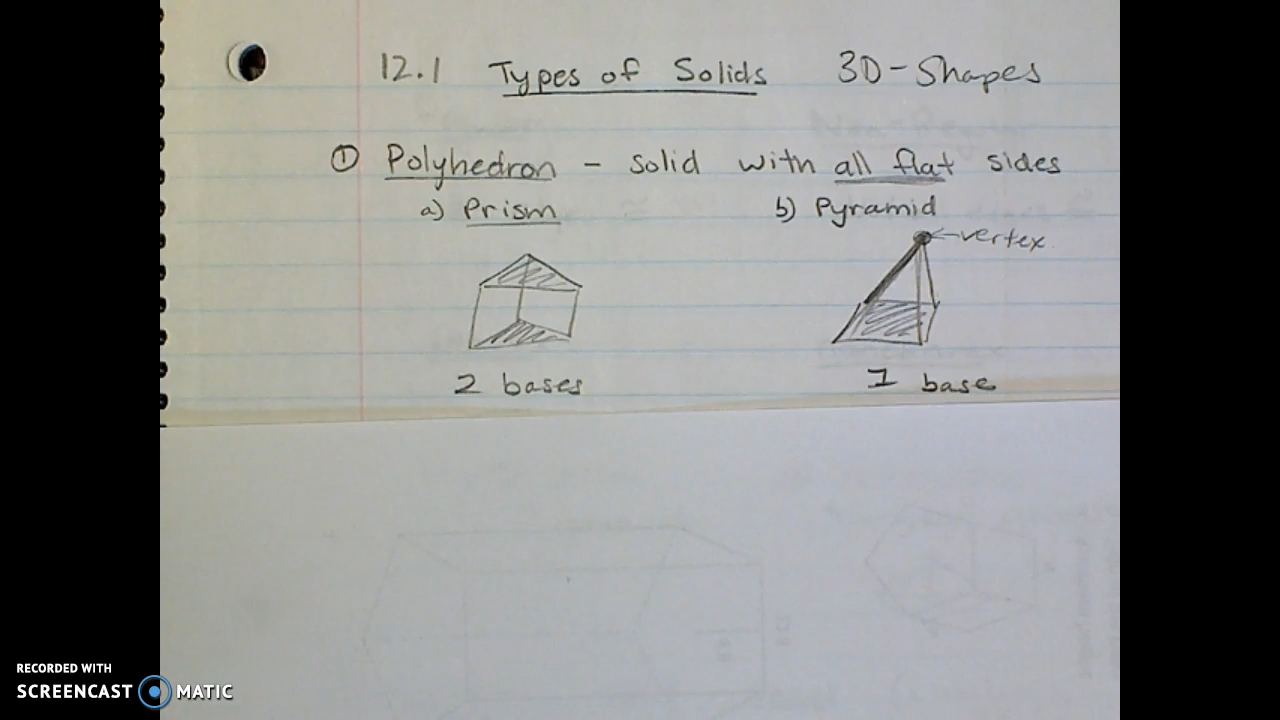 12.1 Types of Solids 3D-Shapes
① Polyhedron - solid with all flat sides
a) Prism b) Pyramid
vertex
2 bases 1 base
RECORDED WITH
SCREENCAST MATIC